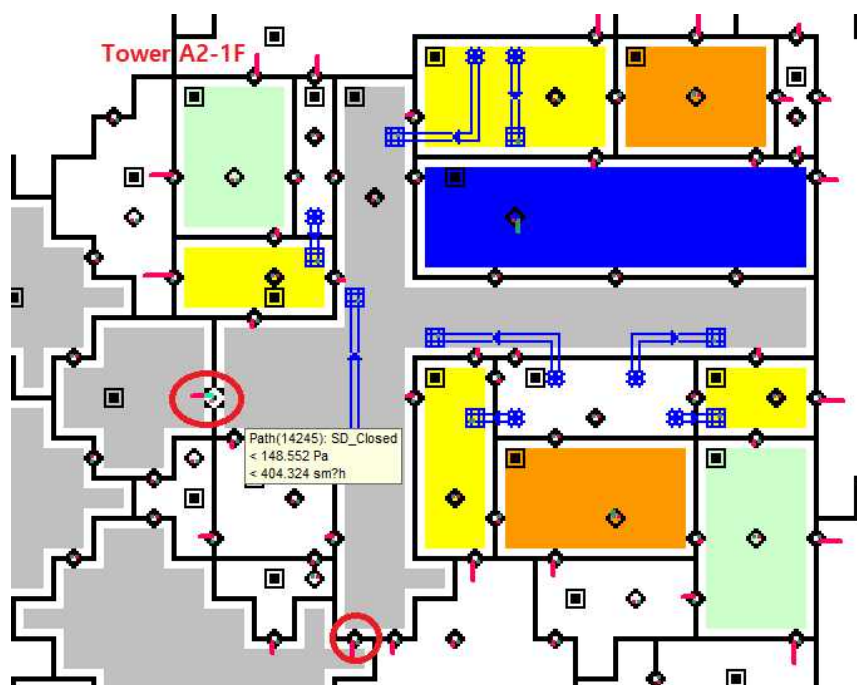 Tower A2-1F
Path(14245): SD_Closed
< 148.552 Pa
< 404.324 sm?h